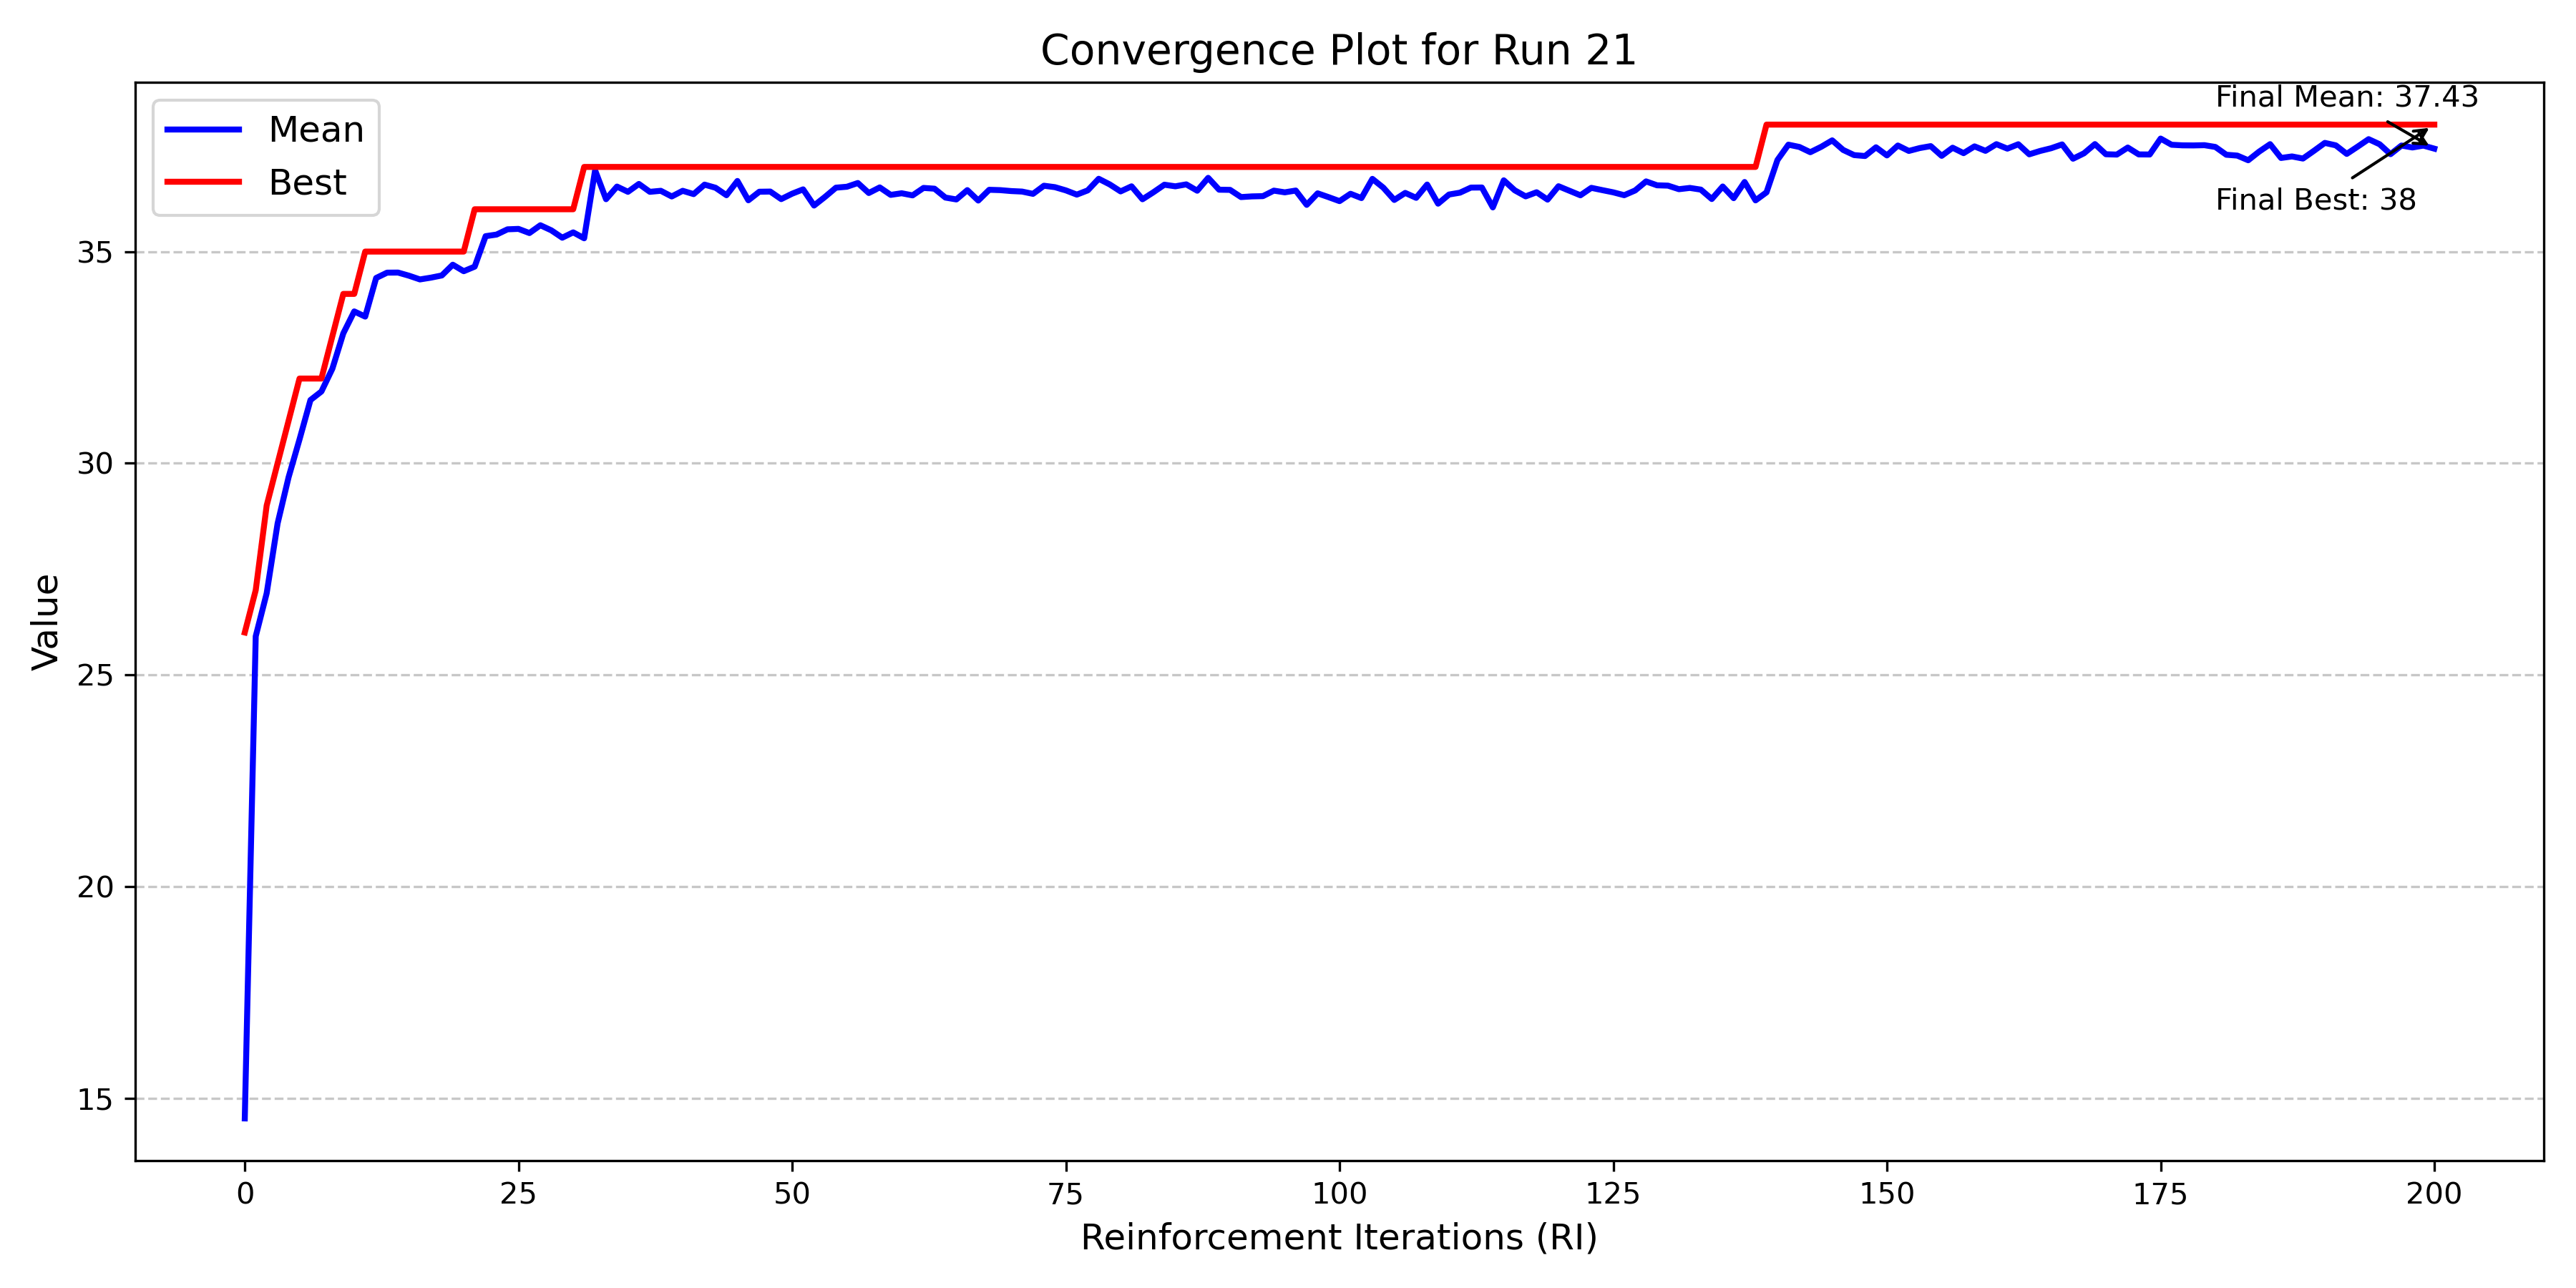 Convergence Plot for Run 21
Mean
Best
Final Mean: 37.43
Final Best: 38
Value
35
30
25
20
15
0 25 50 75 100 125 150 175 200
Reinforcement Iterations (RI)